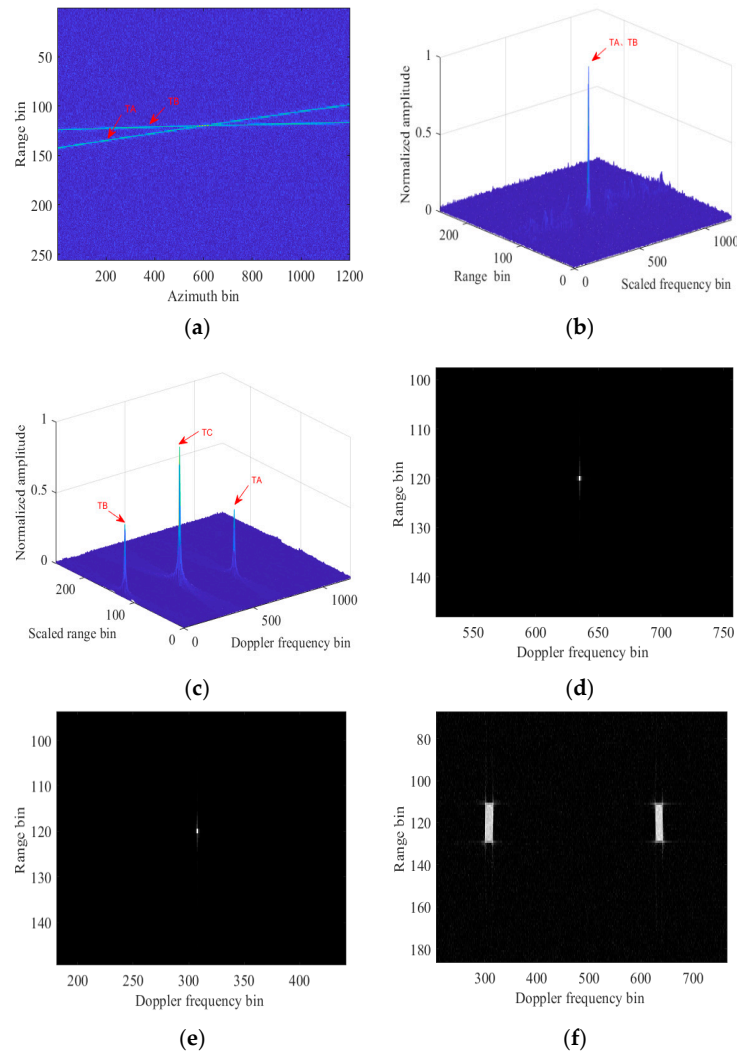 0
50
100
150
200
250
Range bin
TA
TB
200 400 600 800 1000 1200
Azimuth bin
(a)
1
0.5
0
Normalized amplitude
TA、TB
200
100
0
Range bin
0
500
1000
Scaled frequency bin
(b)
1
0.5
0
Normalized amplitude
TC
TB
TA
200
100
0
Scaled range bin
0
500
1000
Doppler frequency bin
(c)
100
110
120
130
140
Range bin
550 600 650 700 750
Doppler frequency bin
(d)
100
110
120
130
140
Range bin
200 250 300 350 400
Doppler frequency bin
(e)
80
100
120
140
160
180
Range bin
300 400 500 600 700
Doppler frequency bin
(f)